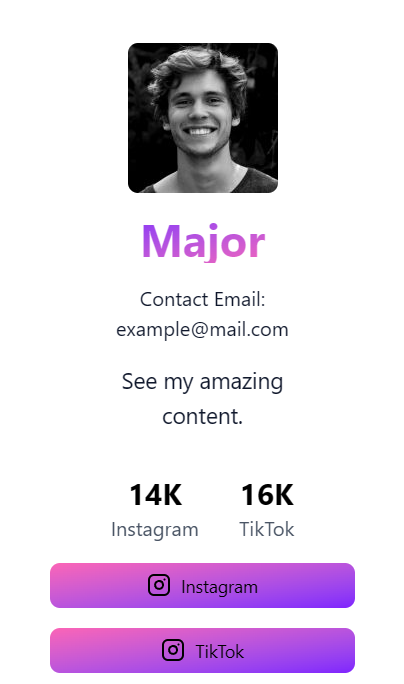 Major
Contact Email:
example@mail.com
See my amazing
content.
14K 16K
Instagram TikTok
Instagram
TikTok